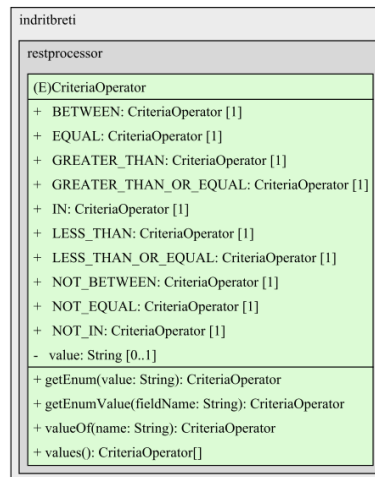 indritbreti
restprocessor
(E)CriteriaOperator
+ BETWEEN: CriteriaOperator [1]
+ EQUAL: CriteriaOperator [1]
+ GREATER_THAN: CriteriaOperator [1]
+ GREATER_THAN_OR_EQUAL: CriteriaOperator [1]
+ IN: CriteriaOperator [1]
+ LESS_THAN: CriteriaOperator [1]
+ LESS_THAN_OR_EQUAL: CriteriaOperator [1]
+ NOT_BETWEEN: CriteriaOperator [1]
+ NOT_EQUAL: CriteriaOperator [1]
+ NOT_IN: CriteriaOperator [1]
- value: String [0..1]
+ getEnum(value: String): CriteriaOperator
+ getEnumValue(fieldName: String): CriteriaOperator
+ valueOf(name: String): CriteriaOperator
+ values(): CriteriaOperator[]